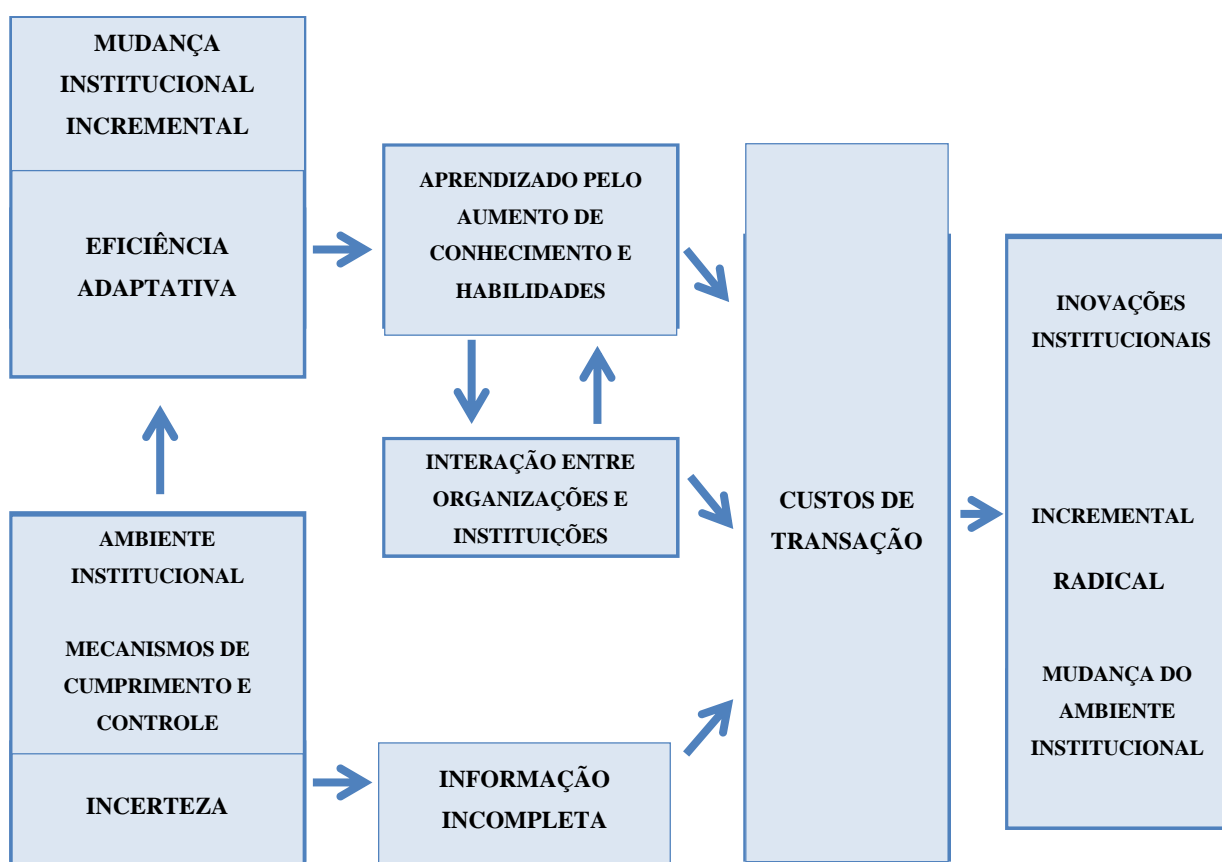 MUDANÇA
INSTITUCIONAL
INCREMENTAL
EFICIÊNCIA
ADAPTATIVA
AMBIENTE
INSTITUCIONAL
MECANISMOS DE
CUMPRIMENTO E
CONTROLE
INCERTEZA
APRENDIZADO PELO
AUMENTO DE
CONHECIMENTO E
HABILIDADES
INTERAÇÃO ENTRE
ORGANIZAÇÕES E
INSTITUIÇÕES
INFORMAÇÃO
INCOMPLETA
CUSTOS DE
TRANSAÇÃO
INOVAÇÕES
INSTITUCIONAIS
INCREMENTAL
RADICAL
MUDANÇA DO
AMBIENTE
INSTITUCIONAL